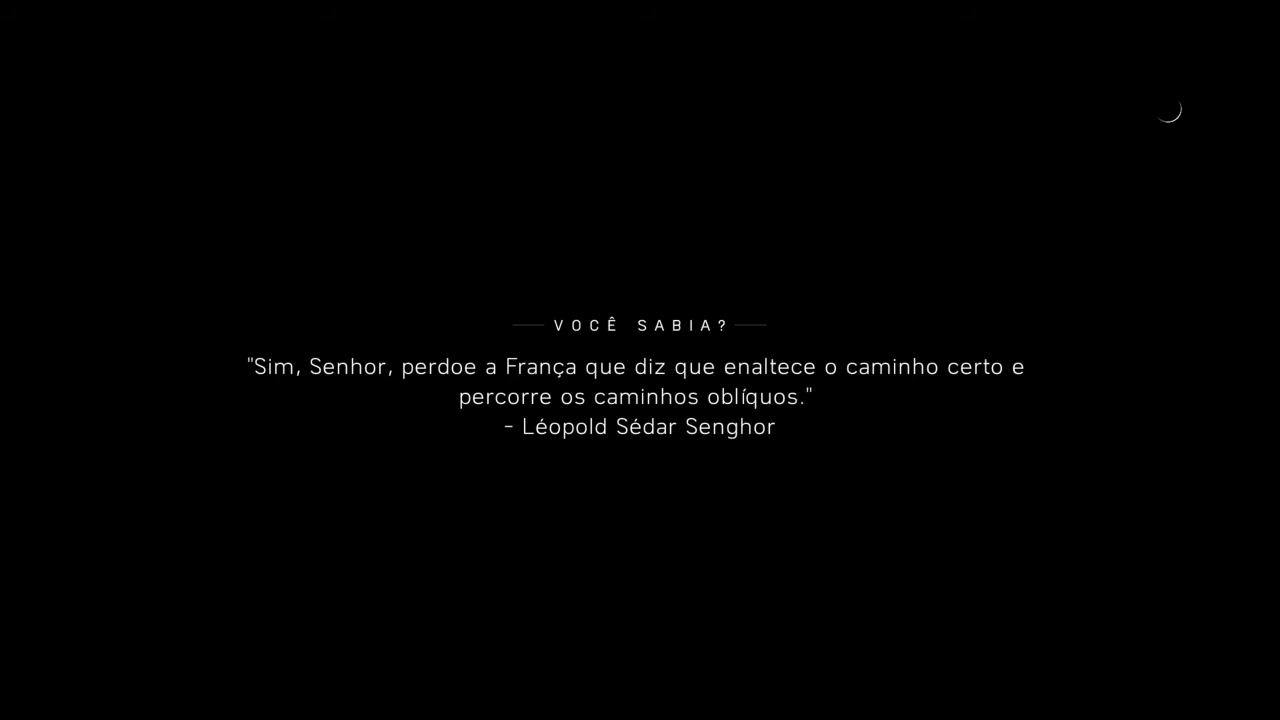 VOCÊ SABIA?
"Sim, Senhor, perdoe a França que diz que enaltece o caminho certo e
percorre os caminhos oblíquos."
- Léopold Sédar Senghor